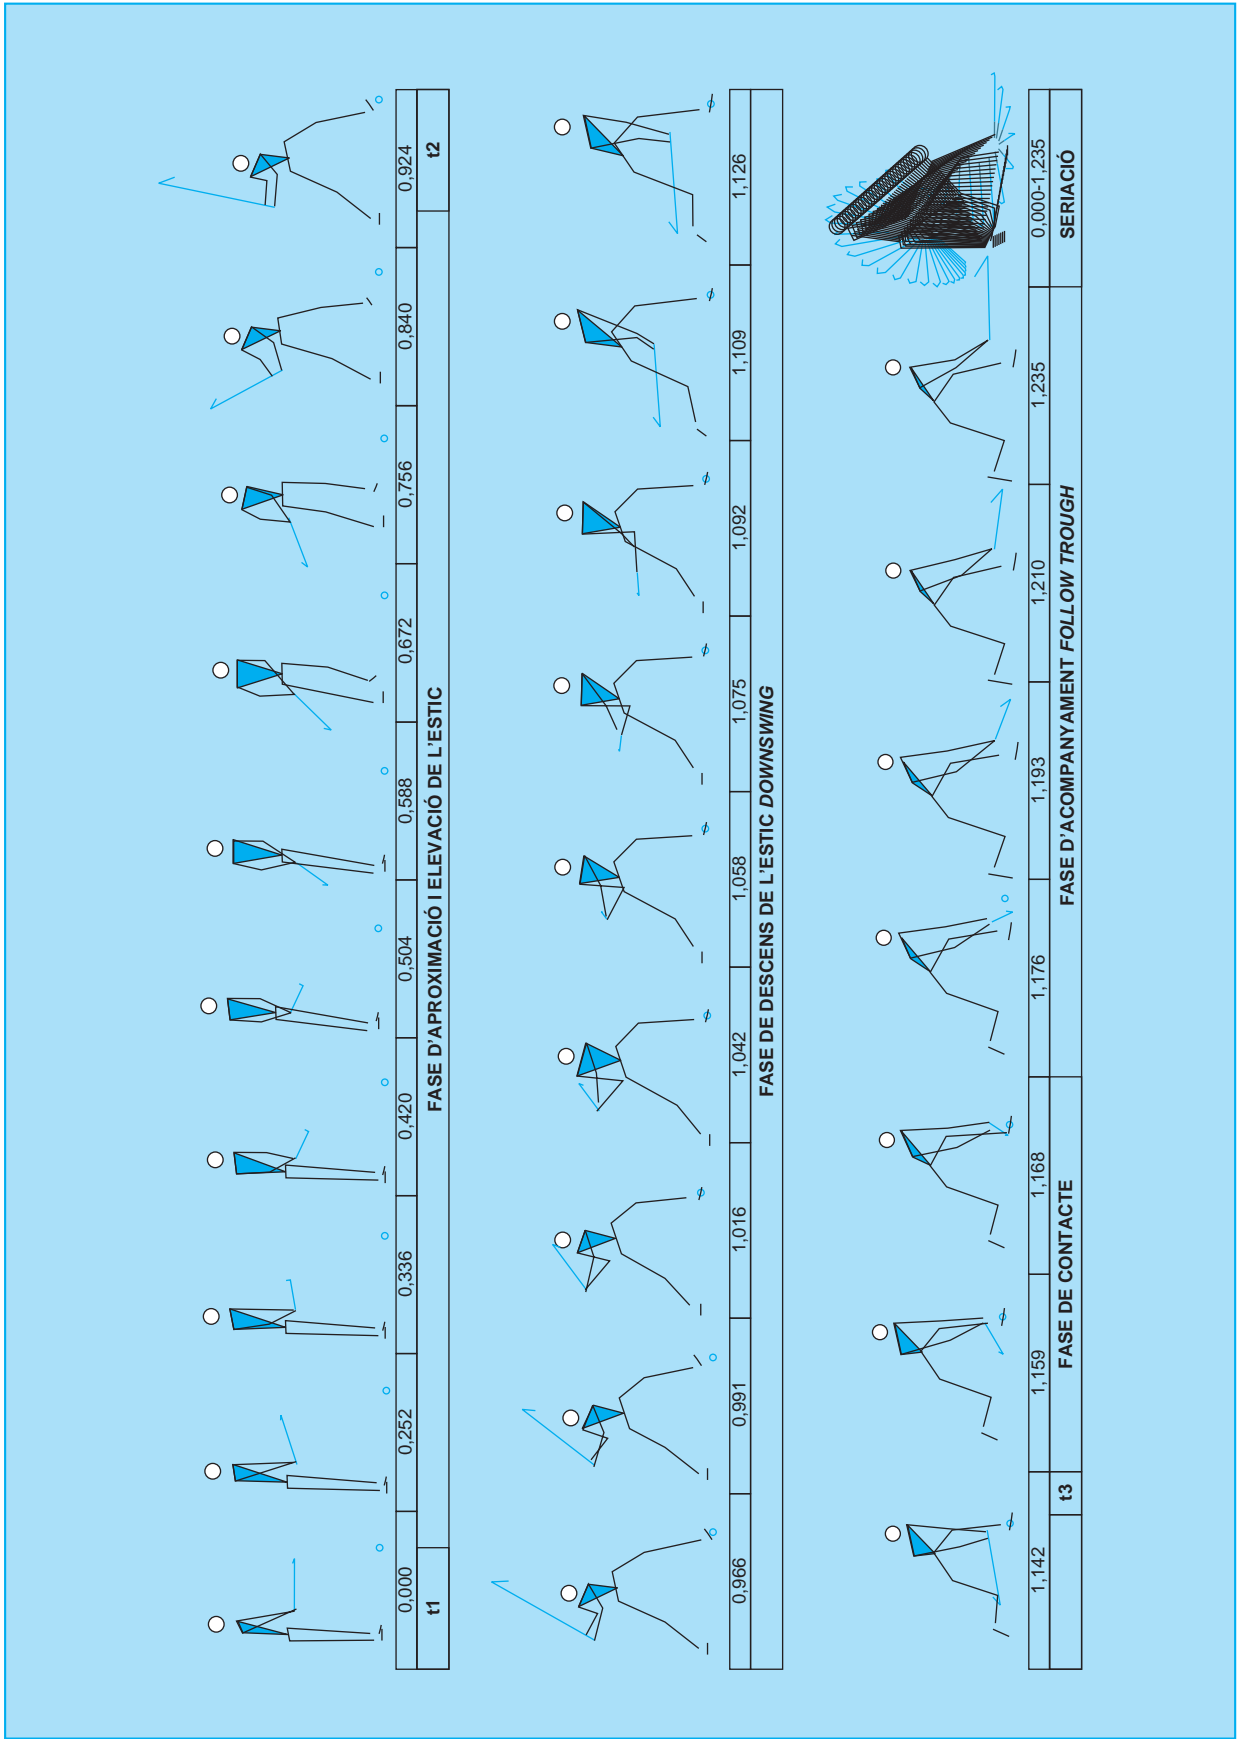 0,000 0,252 0,336 0,420 0,504 0,588 0,672 0,756 0,840 0,924
t1 FASE D'APROXIMACIÓ I ELEVACIÓ DE L'ESTIC t2
0,966 0,991 1,016 1,042 1,058 1,075 1,092 1,109 1,126
FASE DE DESCENS DE L'ESTIC DOWNSWING
1,142 1,159 1,168 1,176 1,193 1,210 1,235 0,000-1,235
t3 FASE DE CONTACTE FASE D'ACOMPANYAMENT FOLLOW TROUGH SERIACIÓ